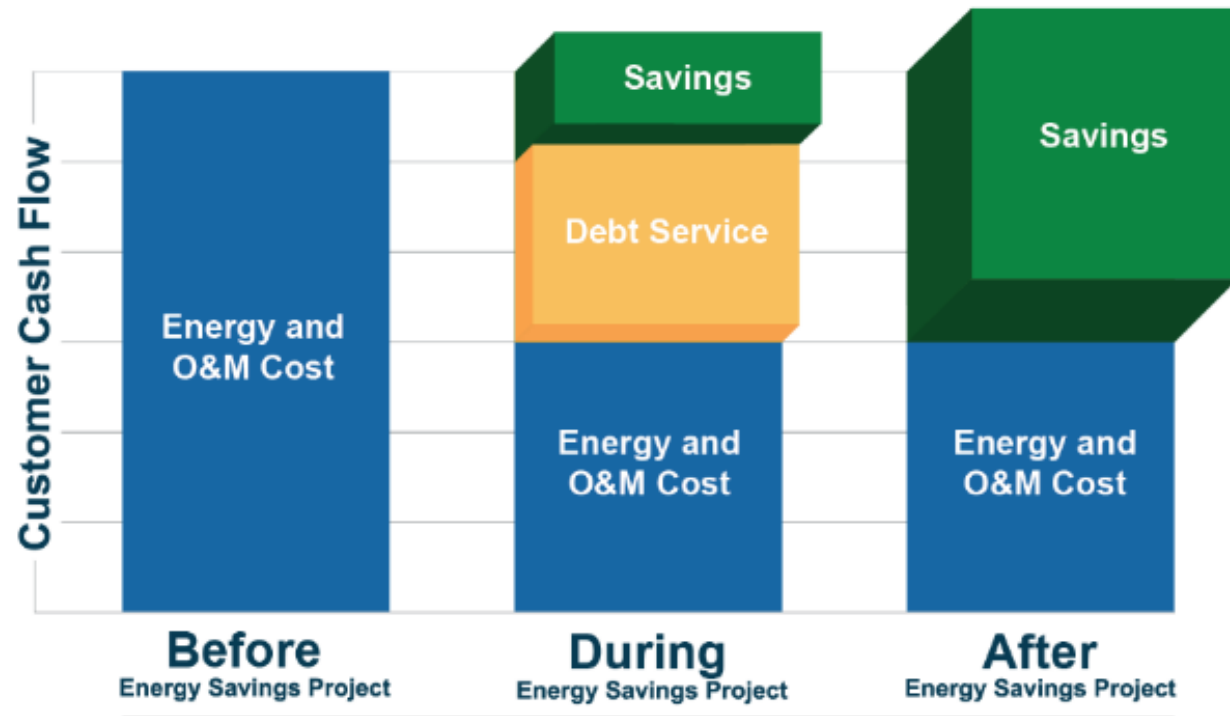 Customer Cash Flow
Energy and
O&M Cost
Savings
Debt Service
Energy and
O&M Cost
Savings
Energy and
O&M Cost
Before
Energy Savings Project
During
Energy Savings Project
After
Energy Savings Project